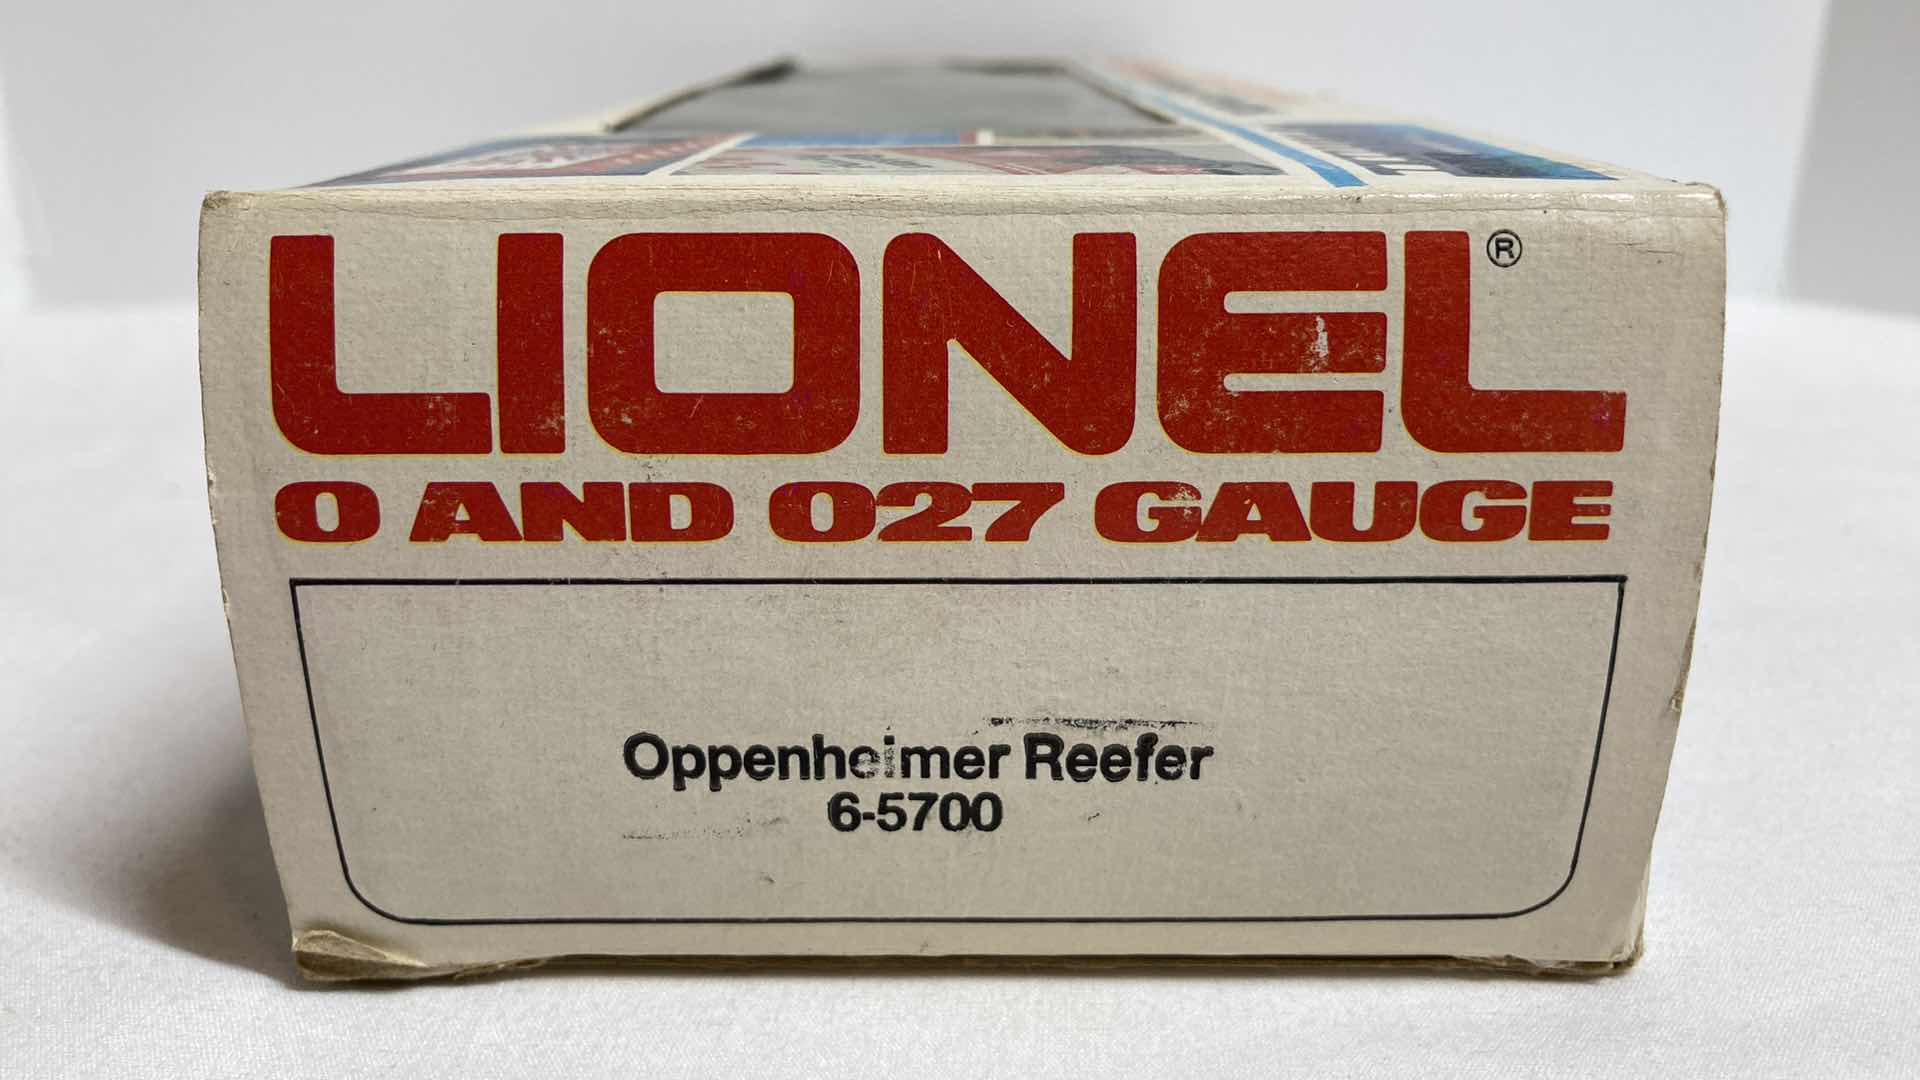 LIONEL®
O AND O27 GAUGE
Oppenheimer Reefer
6-5700